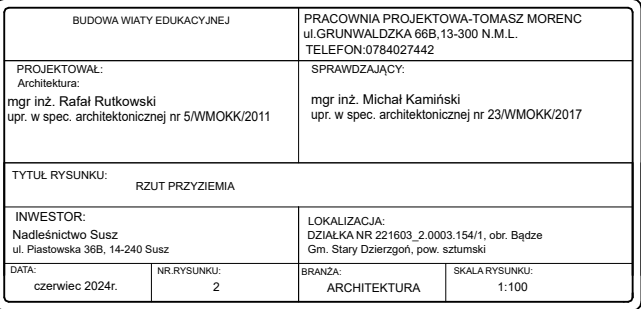 BUDOWA WIATY EDUKACYJNEJ
PRACOWNIA PROJEKTOWA-TOMASZ MORENC
ul.GRUNWALDZKA 66B,13-300 N.M.L.
TELEFON:0784027442
PROJEKTOWAŁ:
Architektura:
mgr inż. Rafał Rutkowski
upr. w spec. architektonicznej nr 5/WMOKK/2011
SPRAWDZAJĄCY:
mgr inż. Michał Kamiński
upr. w spec. architektonicznej nr 23/WMOKK/2017
TYTUŁ RYSUNKU:
RZUT PRZYZIEMIA
INWESTOR:
Nadleśnictwo Susz
ul. Piastowska 36B, 14-240 Susz
LOKALIZACJA:
DZIAŁKA NR 221603_2.0003.154/1, obr. Bądze
Gm. Stary Dzierzgoń, pow. sztumski
DATA:
czerwiec 2024r.
NR.RYSUNKU:
2
BRANŻA:
ARCHITEKTURA
SKALA RYSUNKU:
1:100